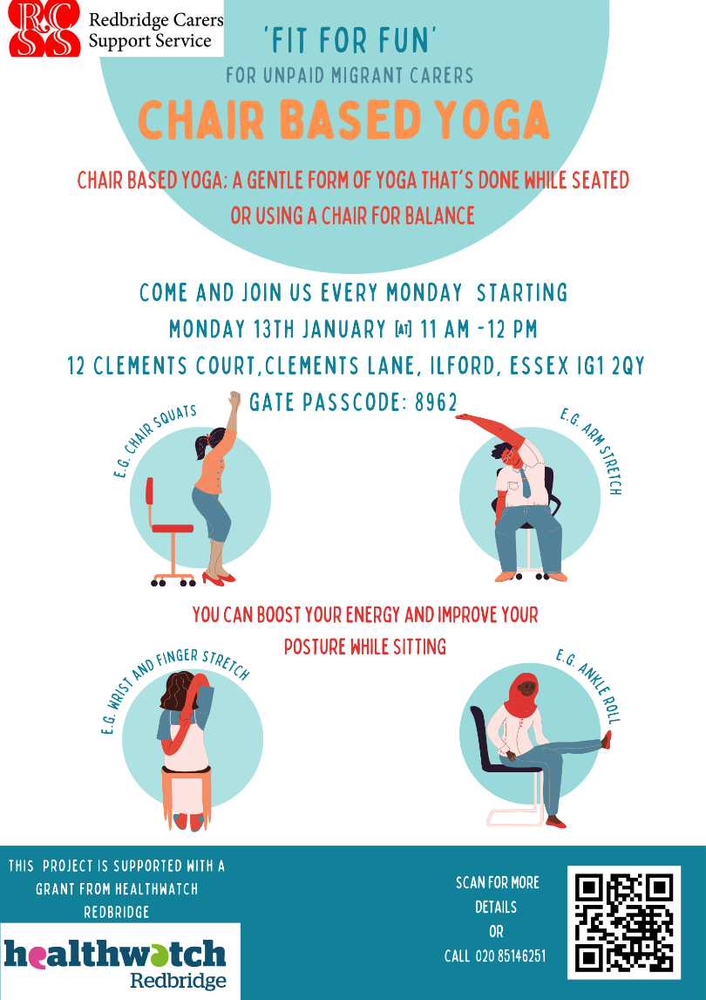 RCSS
Redbridge Carers
Support Service
'FIT FOR FUN'
FOR UNPAID MIGRANT CARERS
CHAIR BASED YOGA
CHAIR BASED YOGA: A GENTLE FORM OF YOGA THAT'S DONE WHILE SEATED
OR USING A CHAIR FOR BALANCE
COME AND JOIN US EVERY MONDAY STARTING
MONDAY 13TH JANUARY [AT] 11 AM -12 PM
12 CLEMENTS COURT,CLEMENTS LANE, ILFORD, ESSEX IG1 2QY
GATE PASSCODE: 8962
E.G. CHAIR SQUATS
E.G. ARM STRETCH
YOU CAN BOOST YOUR ENERGY AND IMPROVE YOUR
POSTURE WHILE SITTING
E.G. WRIST AND FINGER STRETCH
E.G. ANKLE ROLL
THIS PROJECT IS SUPPORTED WITH A
GRANT FROM HEALTHWATCH
REDBRIDGE
healthwatch
Redbridge
SCAN FOR MORE
DETAILS
OR
CALL 020 85146251